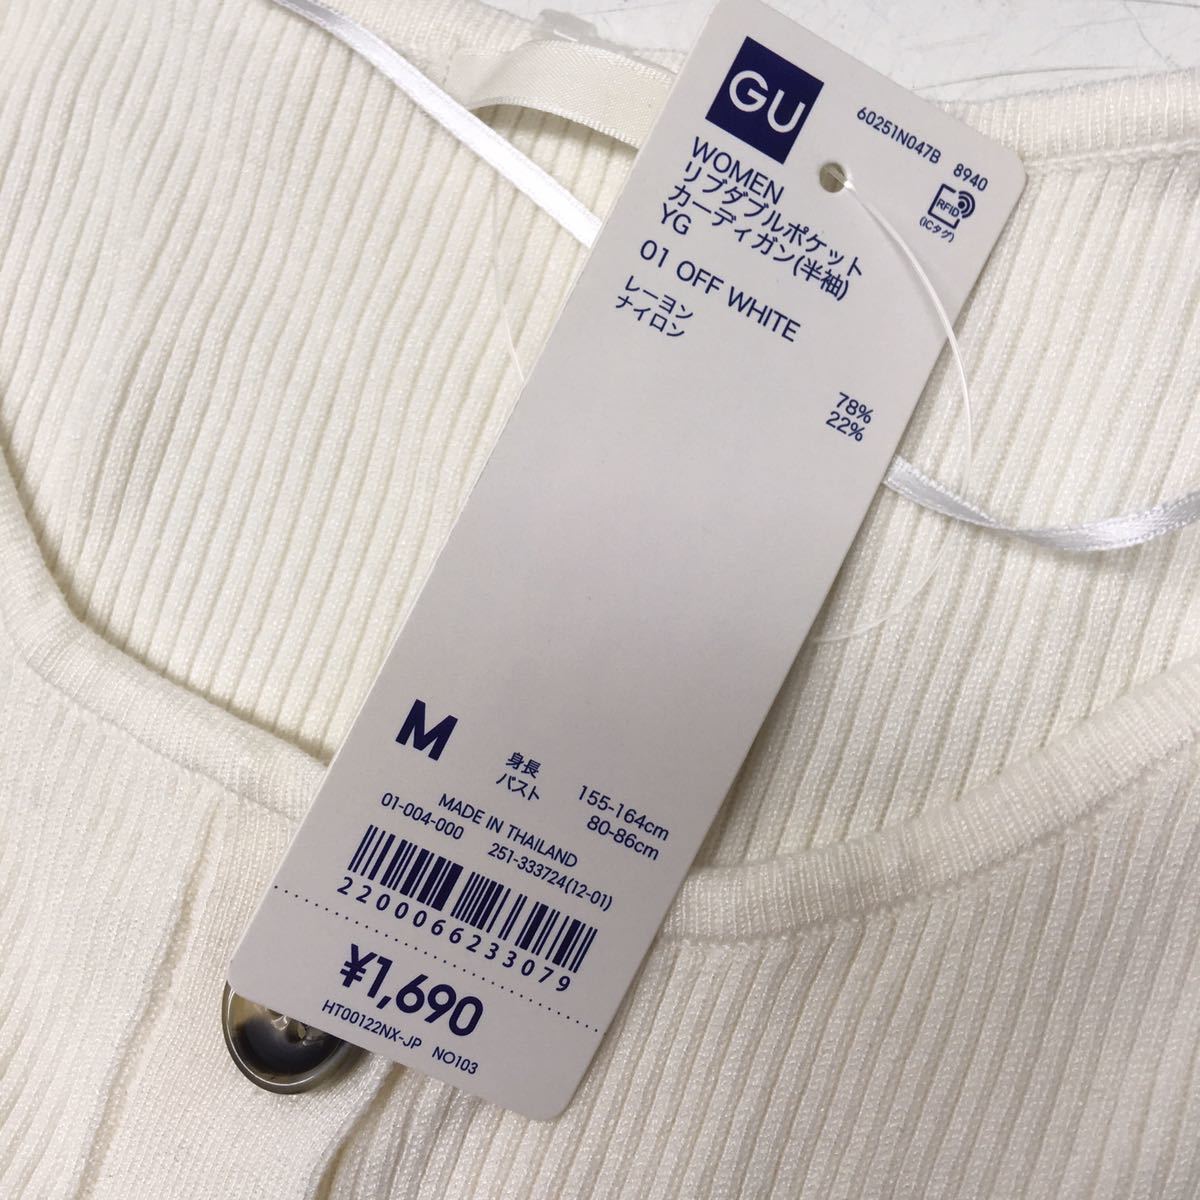 GU
60251N047B 8940
RFID
(ICタグ)
WOMEN
リブダブルポケット
カーディガン(半袖)
YG
01 OFF WHITE
レーヨン 78%
ナイロン 22%
M
身長 155-164cm
バスト 80-86cm
MADE IN THAILAND
01-004-000 251-333724(12-01)
2200066233079
¥1,690
HT00122NX-JP NO103